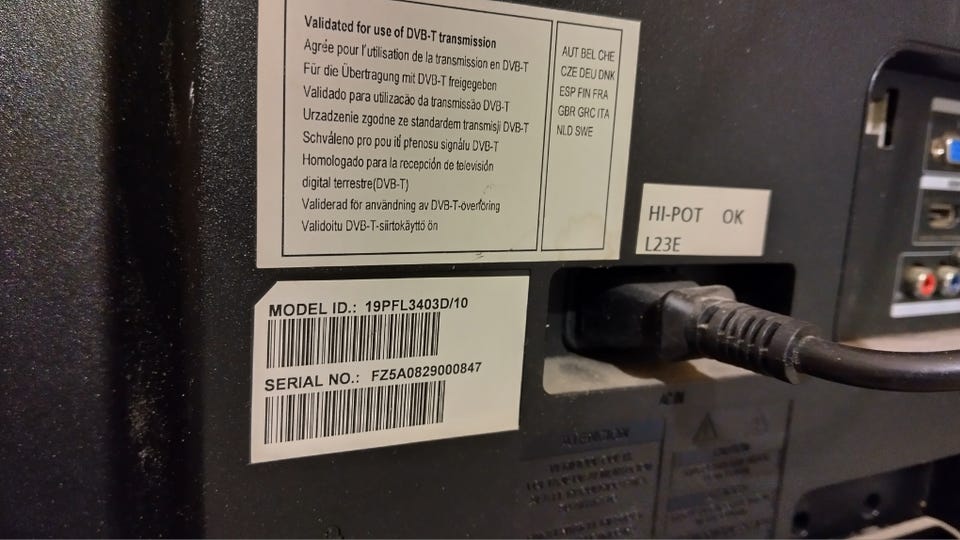 Validated for use of DVB-T transmission
Agrée pour l'utilisation de la transmission en DVB-T
Für die Übertragung mit DVB-T freigegeben
Validado para utilizacão da transmissão DVB-T
Urzadzenie zgodne ze standardem transmisji DVB-T
Schváleno pro pou ití přenosu signálu DVB-T
Homologado para la recepción de televisión
digital terrestre(DVB-T)
Validerad för användning av DVB-T-överföring
Validoitu DVB-T-siirtokäyttö ön
AUT BEL CHE
CZE DEU DNK
ESP FIN FRA
GBR GRC ITA
NLD SWE
HI-POT OK
L23E
MODEL ID.: 19PFL3403D/10
SERIAL NO.: FZ5A0829000847
AC IN